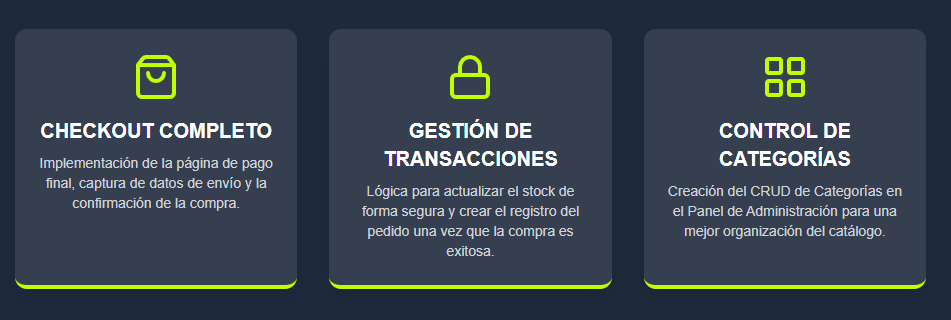 CHECKOUT COMPLETO
Implementación de la página de pago
final, captura de datos de envío y la
confirmación de la compra.
GESTIÓN DE
TRANSACCIONES
Lógica para actualizar el stock de
forma segura y crear el registro del
pedido una vez que la compra es
exitosa.
CONTROL DE
CATEGORÍAS
Creación del CRUD de Categorías en
el Panel de Administración para una
mejor organización del catálogo.